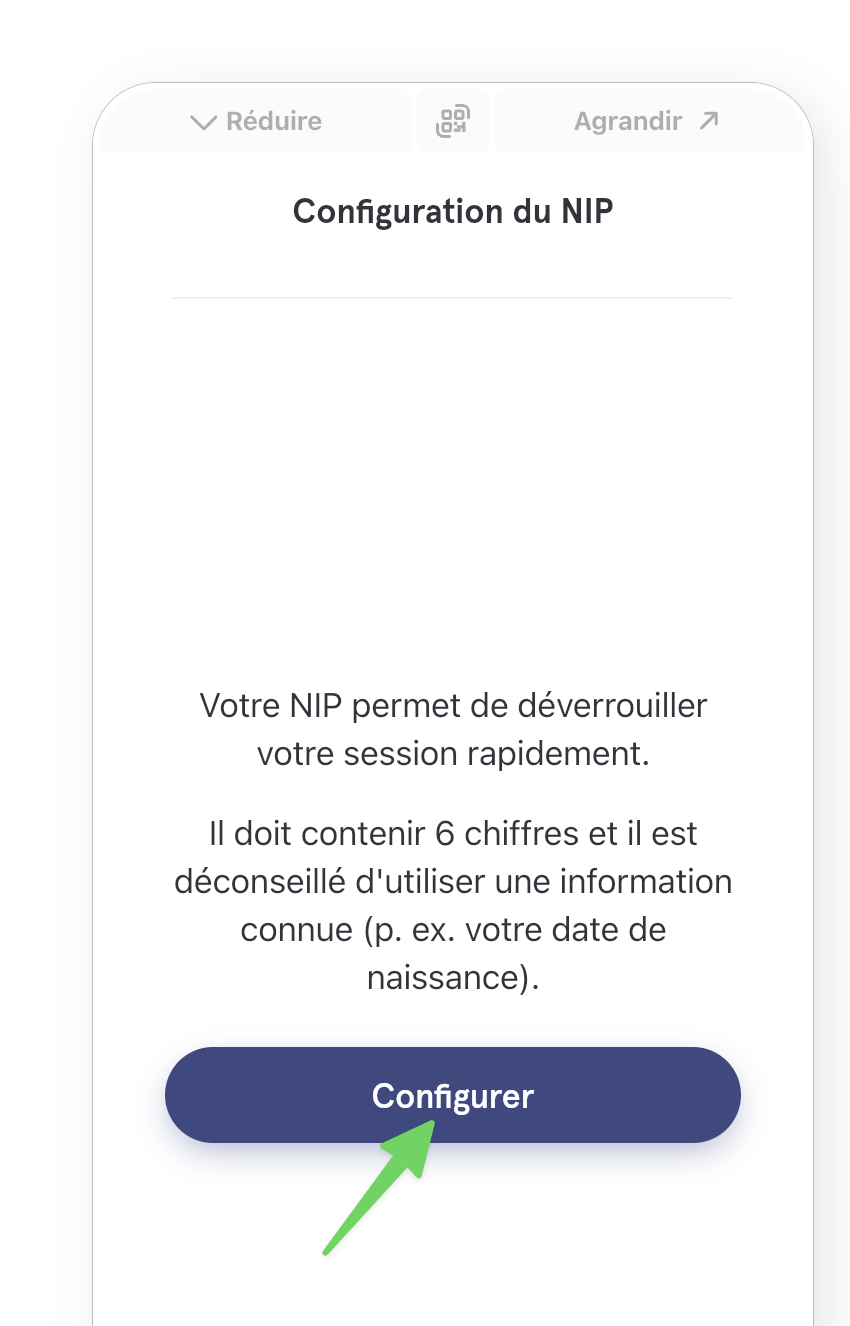 Réduire
Agrandir
Configuration du NIP
Votre NIP permet de déverrouiller
votre session rapidement.
Il doit contenir 6 chiffres et il est
déconseillé d'utiliser une information
connue (p. ex. votre date de
naissance).
Configurer